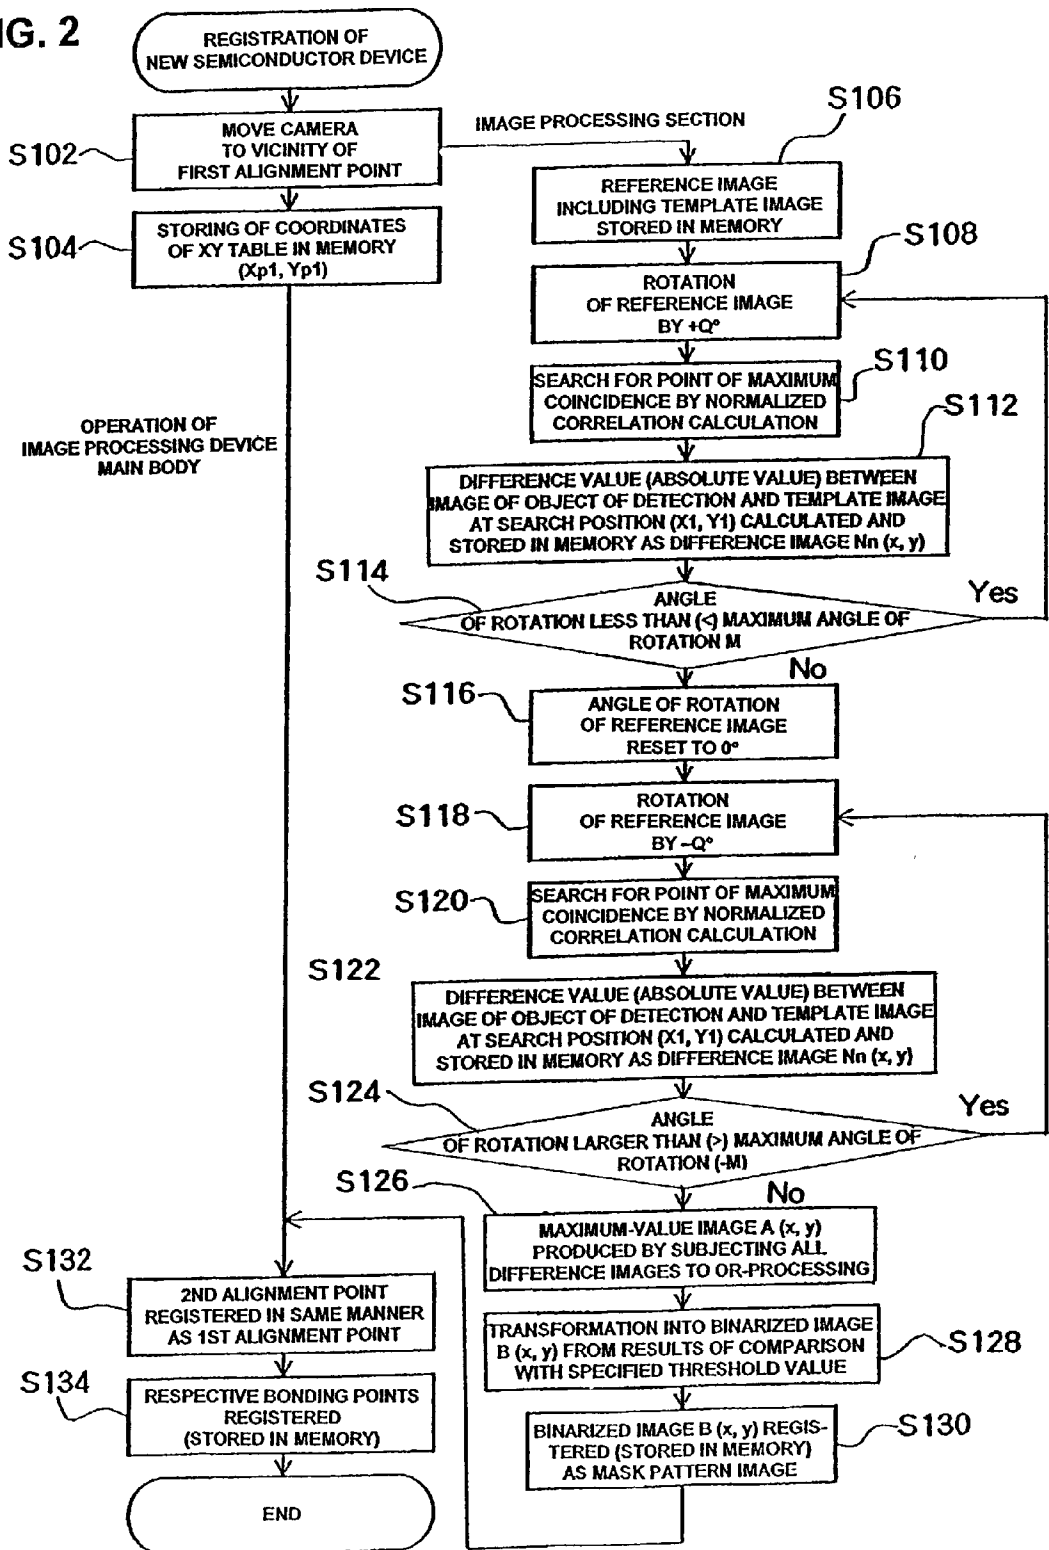 IG. 2
REGISTRATION OF
NEW SEMICONDUCTOR DEVICE
S102
MOVE CAMERA
TO VICINITY OF
FIRST ALIGNMENT POINT
IMAGE PROCESSING SECTION
S104
STORING OF COORDINATES
OF XY TABLE IN MEMORY
(Xp1, Yp1)
OPERATION OF
IMAGE PROCESSING DEVICE
MAIN BODY
S106
REFERENCE IMAGE
INCLUDING TEMPLATE IMAGE
STORED IN MEMORY
S108
ROTATION
OF REFERENCE IMAGE
BY +Q°
S110
SEARCH FOR POINT OF MAXIMUM
COINCIDENCE BY NORMALIZED
CORRELATION CALCULATION
S112
DIFFERENCE VALUE (ABSOLUTE VALUE) BETWEEN
IMAGE OF OBJECT OF DETECTION AND TEMPLATE IMAGE
AT SEARCH POSITION (X1, Y1) CALCULATED AND
STORED IN MEMORY AS DIFFERENCE IMAGE Nn (x, y)
S114
ANGLE
OF ROTATION LESS THAN (<) MAXIMUM ANGLE OF
ROTATION M
Yes
No
S116
ANGLE OF ROTATION
OF REFERENCE IMAGE
RESET TO 0°
S118
ROTATION
OF REFERENCE IMAGE
BY –Q°
S120
SEARCH FOR POINT OF MAXIMUM
COINCIDENCE BY NORMALIZED
CORRELATION CALCULATION
S122
DIFFERENCE VALUE (ABSOLUTE VALUE) BETWEEN
IMAGE OF OBJECT OF DETECTION AND TEMPLATE IMAGE
AT SEARCH POSITION (X1, Y1) CALCULATED AND
STORED IN MEMORY AS DIFFERENCE IMAGE Nn (x, y)
S124
ANGLE
OF ROTATION LARGER THAN (>) MAXIMUM ANGLE OF
ROTATION (-M)
Yes
No
S126
MAXIMUM-VALUE IMAGE A (x, y)
PRODUCED BY SUBJECTING ALL
DIFFERENCE IMAGES TO OR-PROCESSING
S128
TRANSFORMATION INTO BINARIZED IMAGE
B (x, y) FROM RESULTS OF COMPARISON
WITH SPECIFIED THRESHOLD VALUE
S130
BINARIZED IMAGE B (x, y) REGIS-
TERED (STORED IN MEMORY)
AS MASK PATTERN IMAGE
S132
2ND ALIGNMENT POINT
REGISTERED IN SAME MANNER
AS 1ST ALIGNMENT POINT
S134
RESPECTIVE BONDING POINTS
REGISTERED
(STORED IN MEMORY)
END